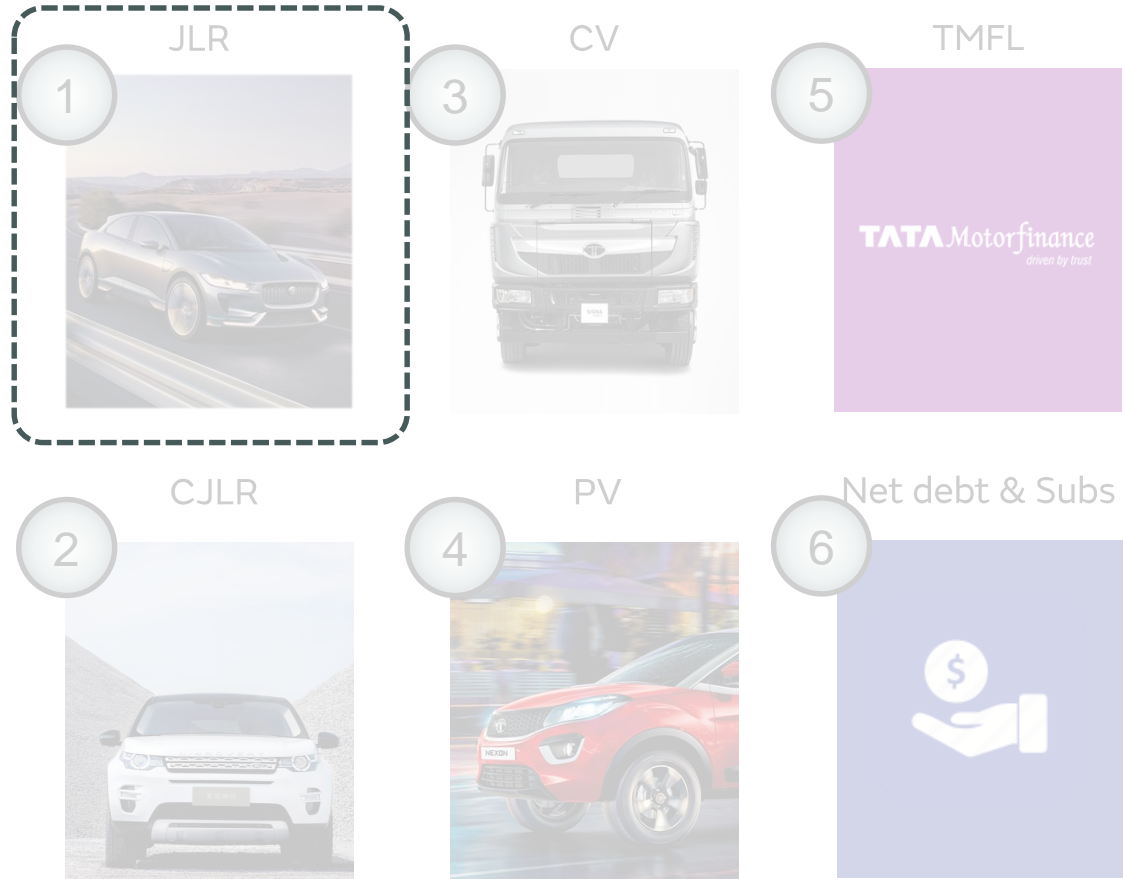 JLR
1
CV
3
TMFL
5
TATA Motorfinance
driven by trust
CJLR
2
PV
4
NEXON
Net debt & Subs
6
$